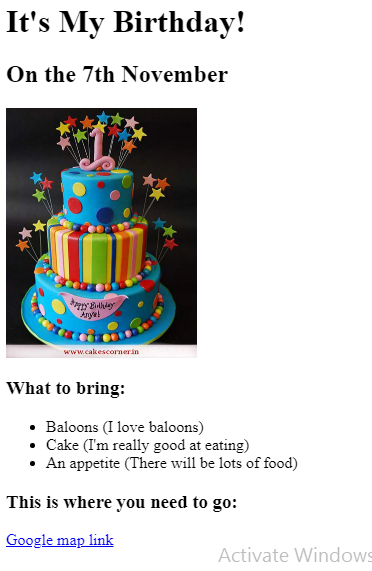 It's My Birthday!
On the 7th November
1
Happy Birthday
Anya!
www.cakescorner.in
What to bring:
Baloons (I love baloons)
Cake (I'm really good at eating)
An appetite (There will be lots of food)
This is where you need to go:
Google map link
Activate Windows